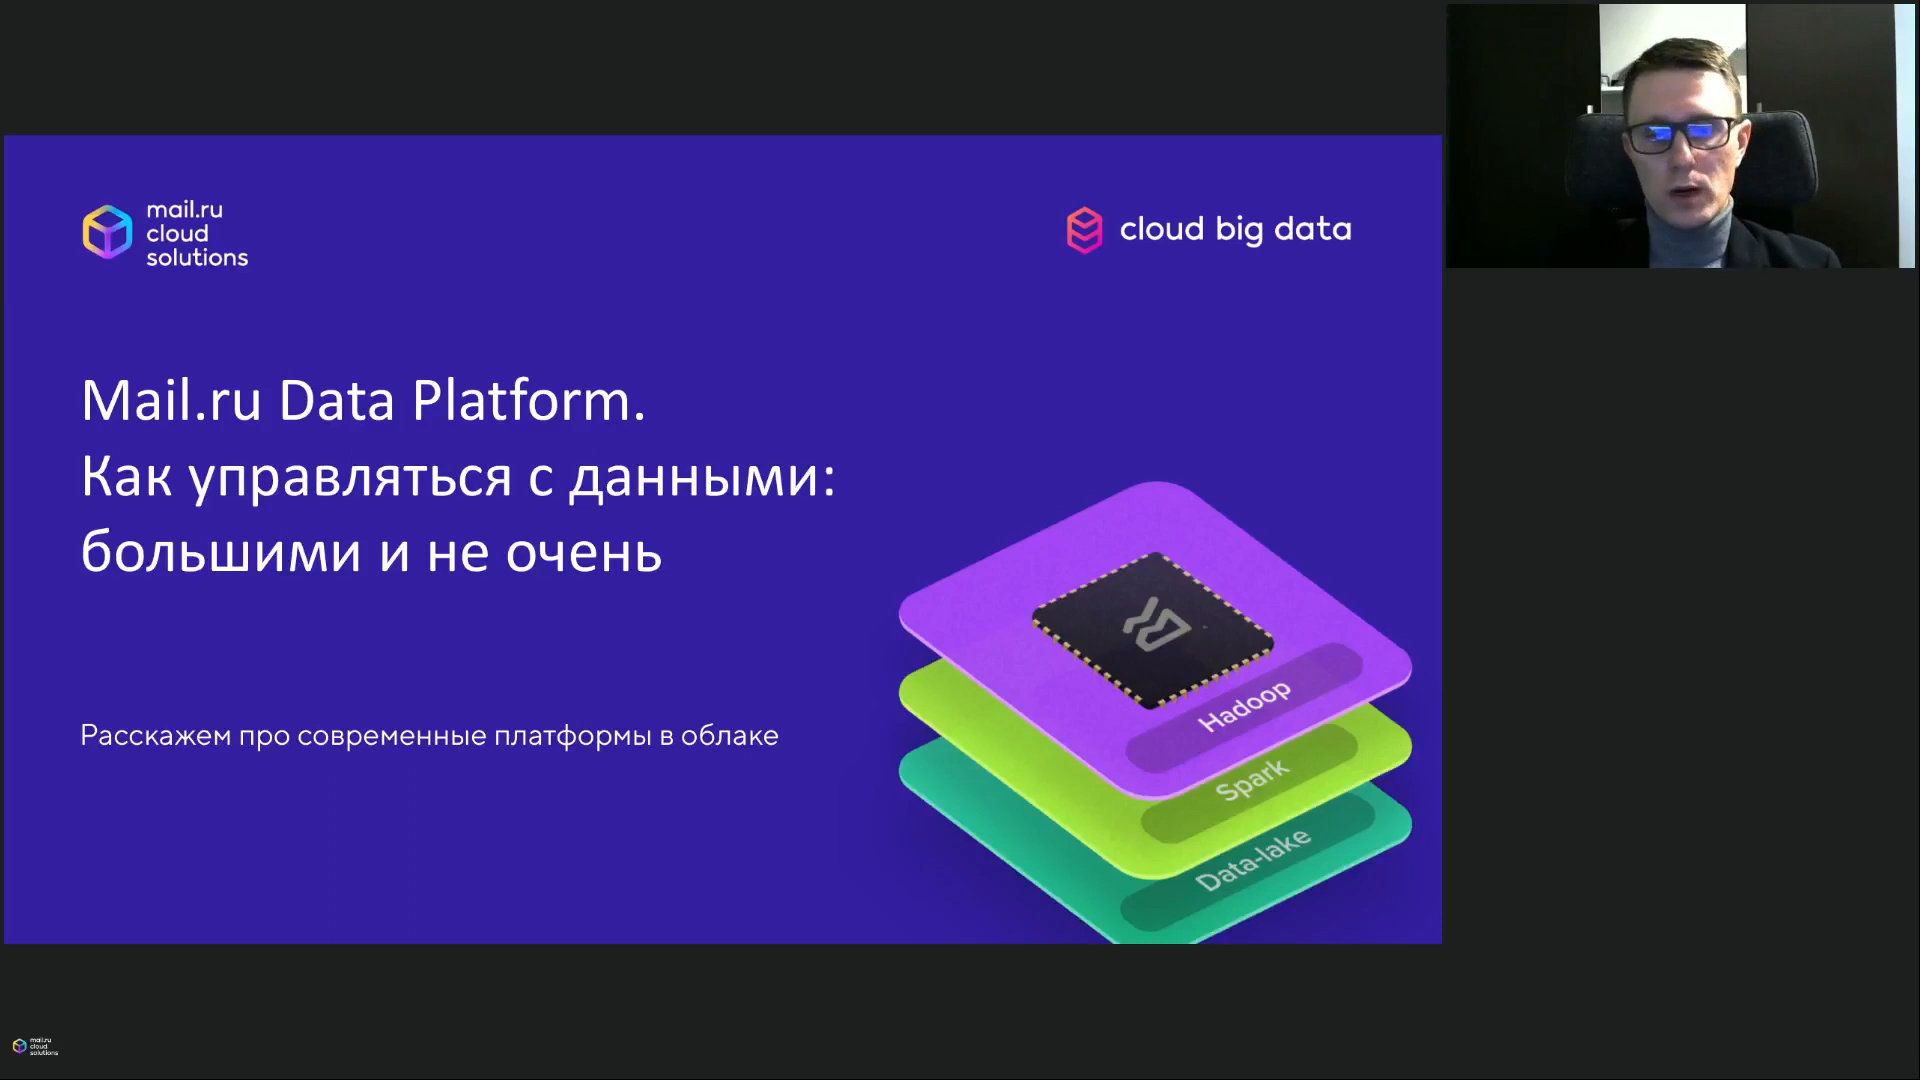 mail.ru
cloud
solutions
cloud big data
Mail.ru Data Platform.
Как управляться с данными:
большими и не очень
Расскажем про современные платформы в облаке
Hadoop
Spark
Data-lake
mail.ru
cloud
solutions